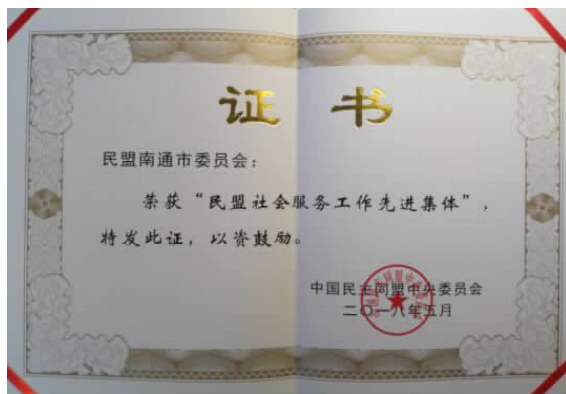 证 书
民盟南通市委员会：
荣获“民盟社会服务工作先进集体”，
特发此证，以资鼓励。
中国民主同盟中央委员会
二〇一八年五月